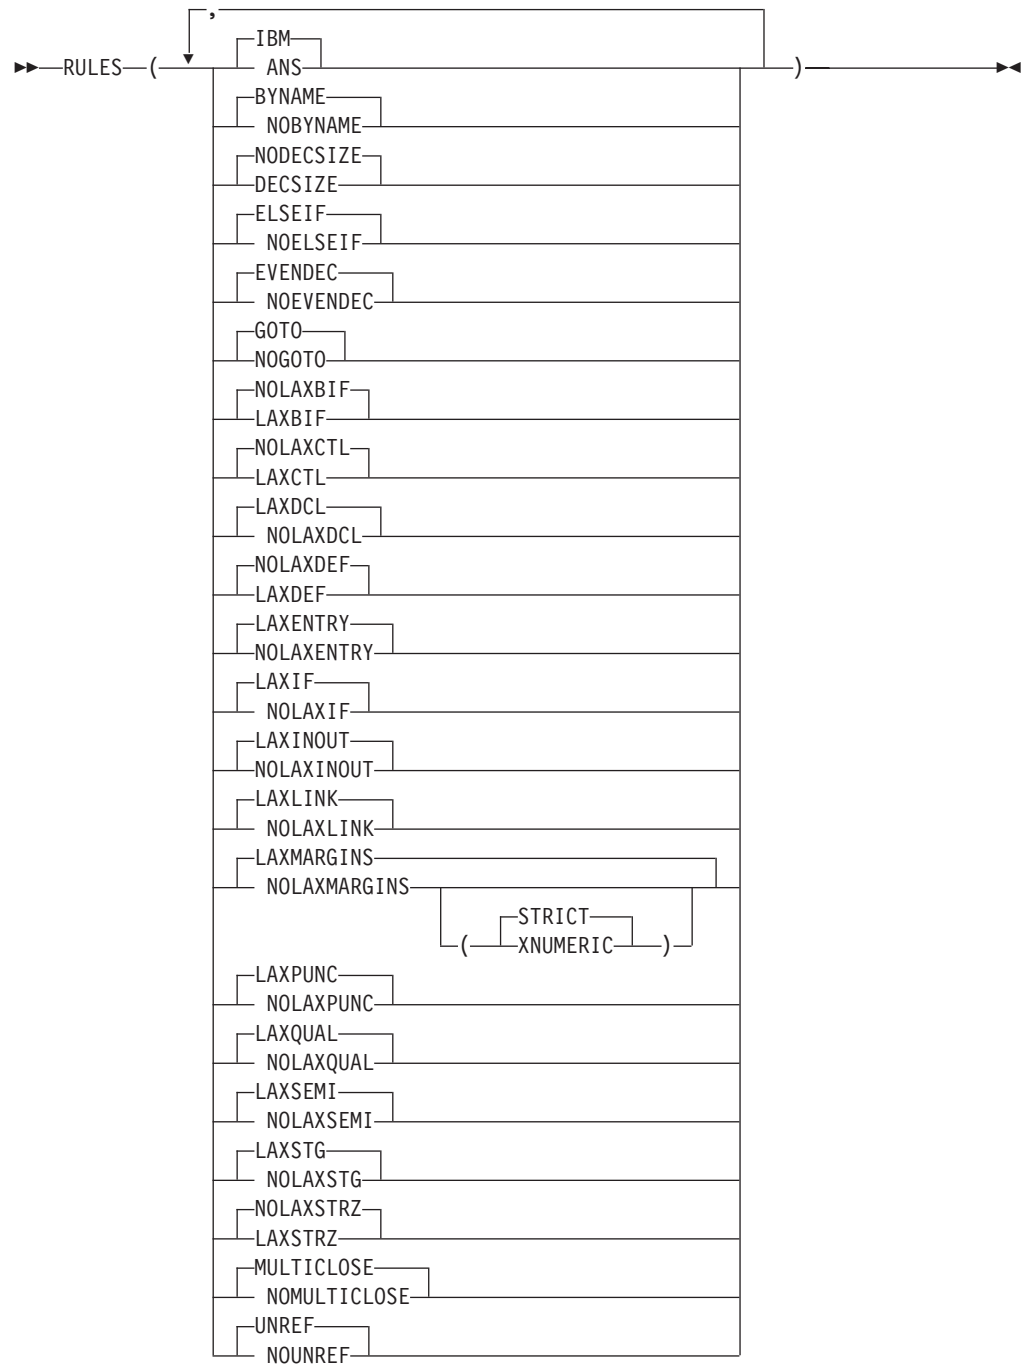 ,
IBM
RULES ( ANS )
BYNAME
NOBYNAME
NODECSIZE
DECSIZE
ELSEIF
NOELSEIF
EVENDEC
NOEVENDEC
GOTO
NOGOTO
NOLAXBIF
LAXBIF
NOLAXCTL
LAXCTL
LAXDCL
NOLAXDCL
NOLAXDEF
LAXDEF
LAXENTRY
NOLAXENTRY
LAXIF
NOLAXIF
LAXINOUT
NOLAXINOUT
LAXLINK
NOLAXLINK
LAXMARGINS
NOLAXMARGINS
STRICT
( XNUMERIC )
LAXPUNC
NOLAXPUNC
LAXQUAL
NOLAXQUAL
LAXSEMI
NOLAXSEMI
LAXSTG
NOLAXSTG
NOLAXSTRZ
LAXSTRZ
MULTICLOSE
NOMULTICLOSE
UNREF
NOUNREF